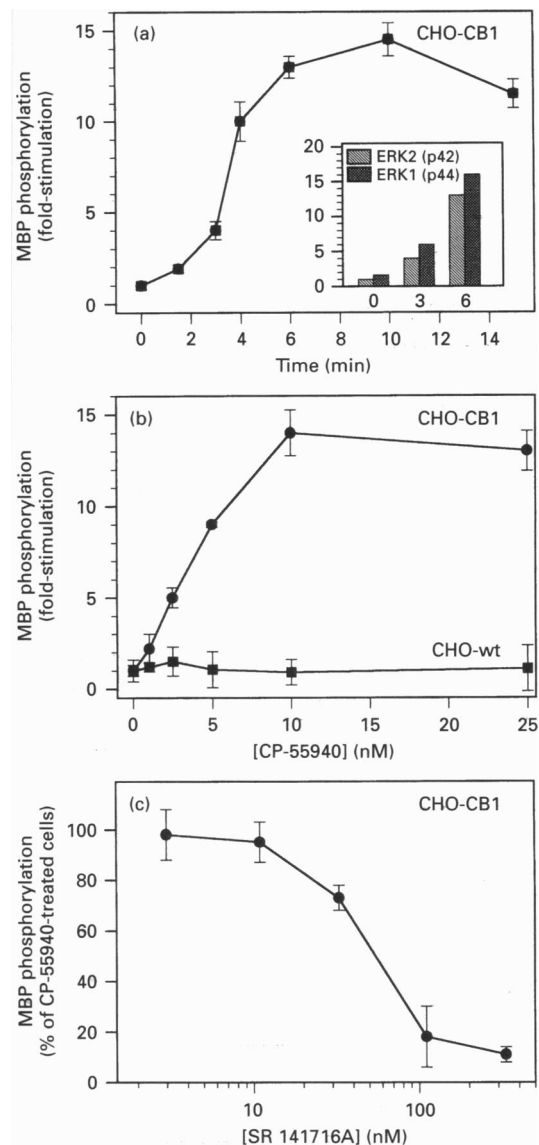 (a)
CHO-CB1
MBP phosphorylation
(fold-stimulation)
15
10
5
0
20
15
10
5
0
ERK2 (p42)
ERK1 (p44)
0 3 6
0 2 4 6 8 10 12 14
Time (min)
(b)
CHO-CB1
MBP phosphorylation
(fold-stimulation)
15
10
5
0
CHO-wt
0 5 10 15 20 25
[CP-55940] (nM)
(c)
CHO-CB1
MBP phosphorylation
(% of CP-55940-treated cells)
100
80
60
40
20
0
10 100
[SR 141716A] (nM)